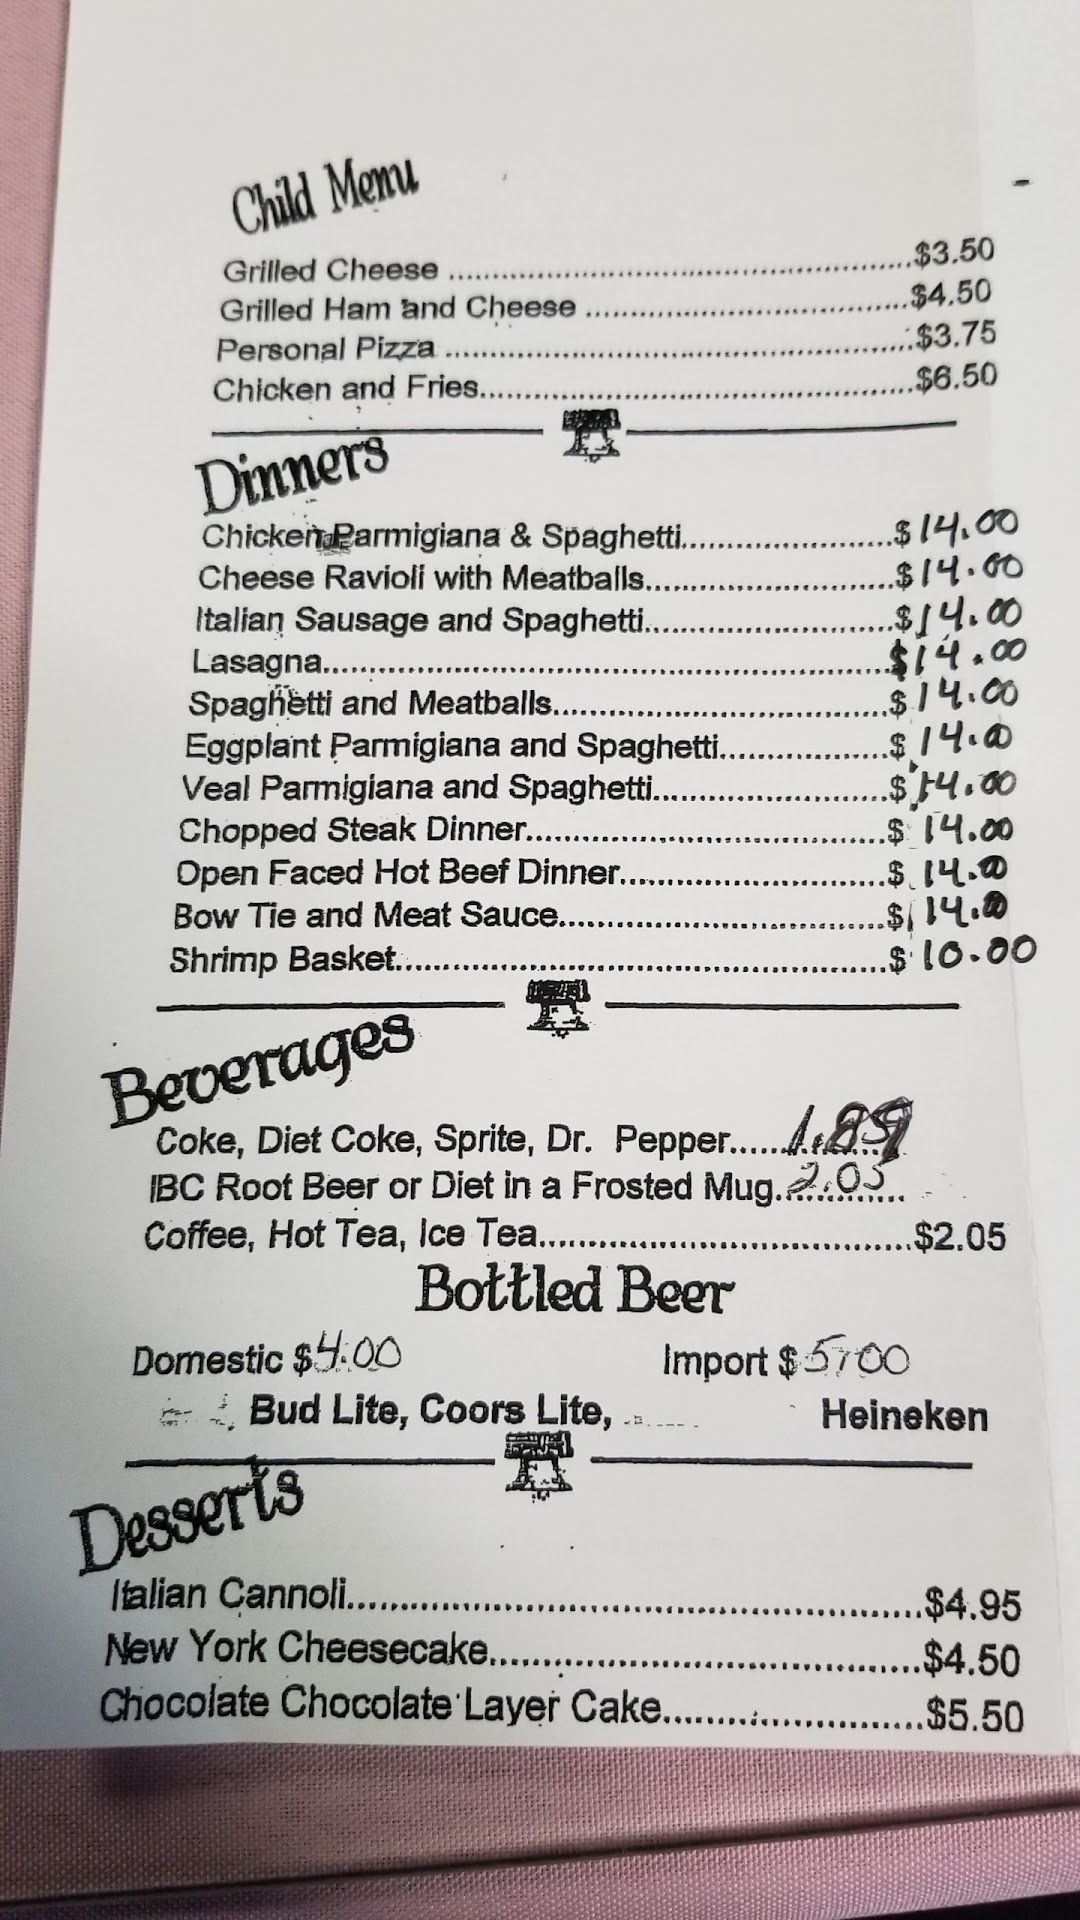 Child Menu
Grilled Cheese ..................................................$3.50
Grilled Ham and Cheese ...................................$4.50
Personal Pizza ...................................................$3.75
Chicken and Fries...............................................$6.50
Dinners
Chicken Parmigiana & Spaghetti.......................$14.00
Cheese Ravioli with Meatballs...........................$14.00
Italian Sausage and Spaghetti...........................$14.00
Lasagna.............................................................$14.00
Spaghetti and Meatballs....................................$14.00
Eggplant Parmigiana and Spaghetti.................$14.00
Veal Parmigiana and Spaghetti.........................$14.00
Chopped Steak Dinner......................................$14.00
Open Faced Hot Beef Dinner............................$14.00
Bow Tie and Meat Sauce...................................$14.00
Shrimp Basket....................................................$10.00
Beverages
Coke, Diet Coke, Sprite, Dr. Pepper......1.89
IBC Root Beer or Diet in a Frosted Mug.2.05
Coffee, Hot Tea, Ice Tea.....................................$2.05
Bottled Beer
Domestic $4.00 Import $5.00
Bud Lite, Coors Lite, Heineken
Desserts
Italian Cannoli......................................................$4.95
New York Cheesecake........................................$4.50
Chocolate Chocolate Layer Cake.......................$5.50